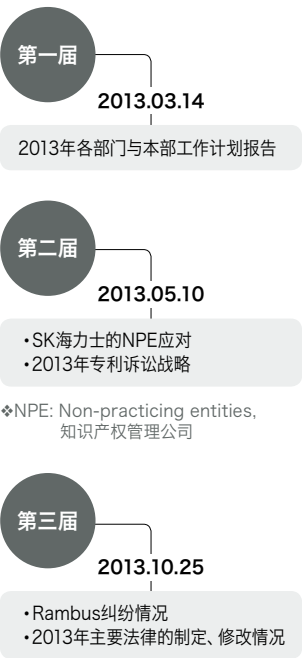 第一届
2013.03.14
2013年各部门与本部工作计划报告
第二届
2013.05.10
•SK海力士的NPE应对
•2013年专利诉讼战略
❖NPE: Non-practicing entities,
知识产权管理公司
第三届
2013.10.25
•Rambus纠纷情况
•2013年主要法律的制定、修改情况